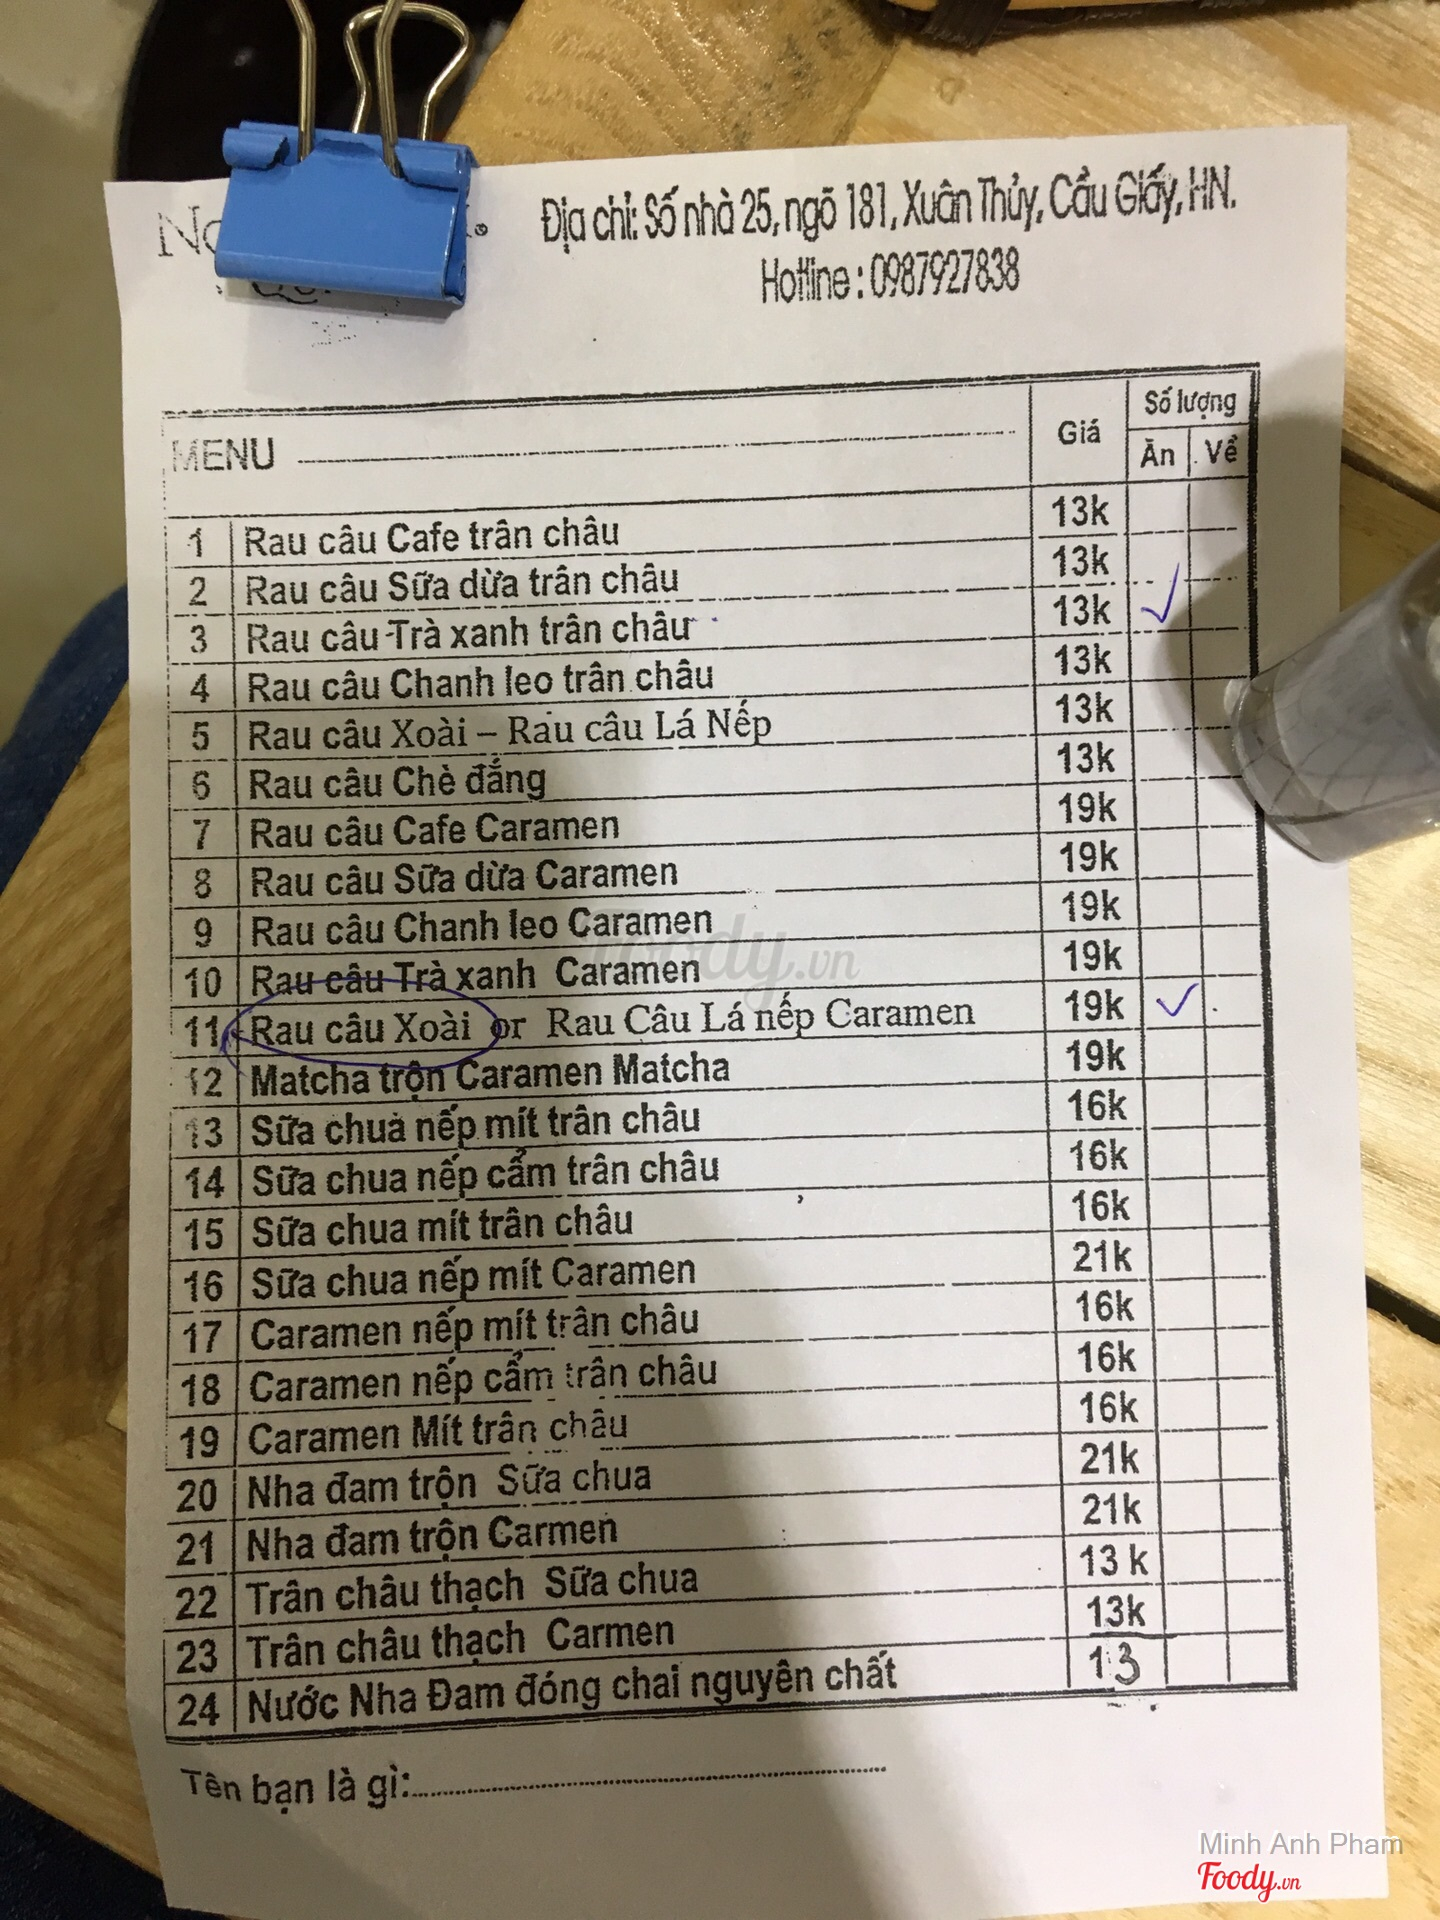 Địa chỉ: Số nhà 25, ngõ 181, Xuân Thủy, Cầu Giấy, HN.
Hotline : 0987927838
MENU Giá Số lượng
Ăn Về
1 Rau câu Cafe trân châu 13k
2 Rau câu Sữa dừa trân châu 13k
3 Rau câu Trà xanh trân châu 13k ✓
4 Rau câu Chanh leo trân châu 13k
5 Rau câu Xoài – Rau câu Lá Nếp 13k
6 Rau câu Chè đắng 13k
7 Rau câu Cafe Caramen 19k
8 Rau câu Sữa dừa Caramen 19k
9 Rau câu Chanh leo Caramen 19k
10 Rau câu Trà xanh Caramen 19k
11 Rau câu Xoài or Rau Câu Lá nếp Caramen 19k ✓
12 Matcha trộn Caramen Matcha 19k
13 Sữa chua nếp mít trân châu 16k
14 Sữa chua nếp cẩm trân châu 16k
15 Sữa chua mít trân châu 16k
16 Sữa chua nếp mít Caramen 21k
17 Caramen nếp mít trân châu 16k
18 Caramen nếp cẩm trân châu 16k
19 Caramen Mít trân châu 16k
20 Nha đam trộn Sữa chua 21k
21 Nha đam trộn Carmen 21k
22 Trân châu thạch Sữa chua 13 k
23 Trân châu thạch Carmen 13k
24 Nước Nha Đam đóng chai nguyên chất 13
Tên bạn là gì:
Foody.vn
Minh Anh Pham
Foody.vn